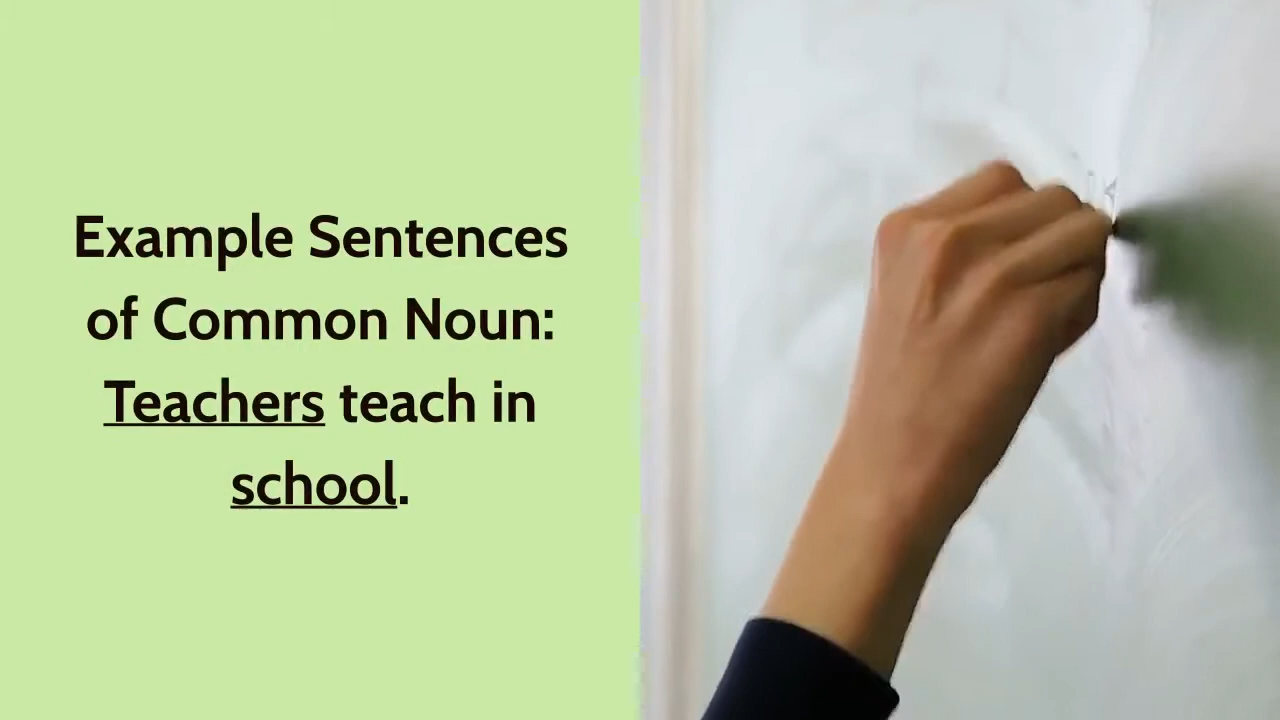 Example Sentences
of Common Noun:
Teachers teach in
school.